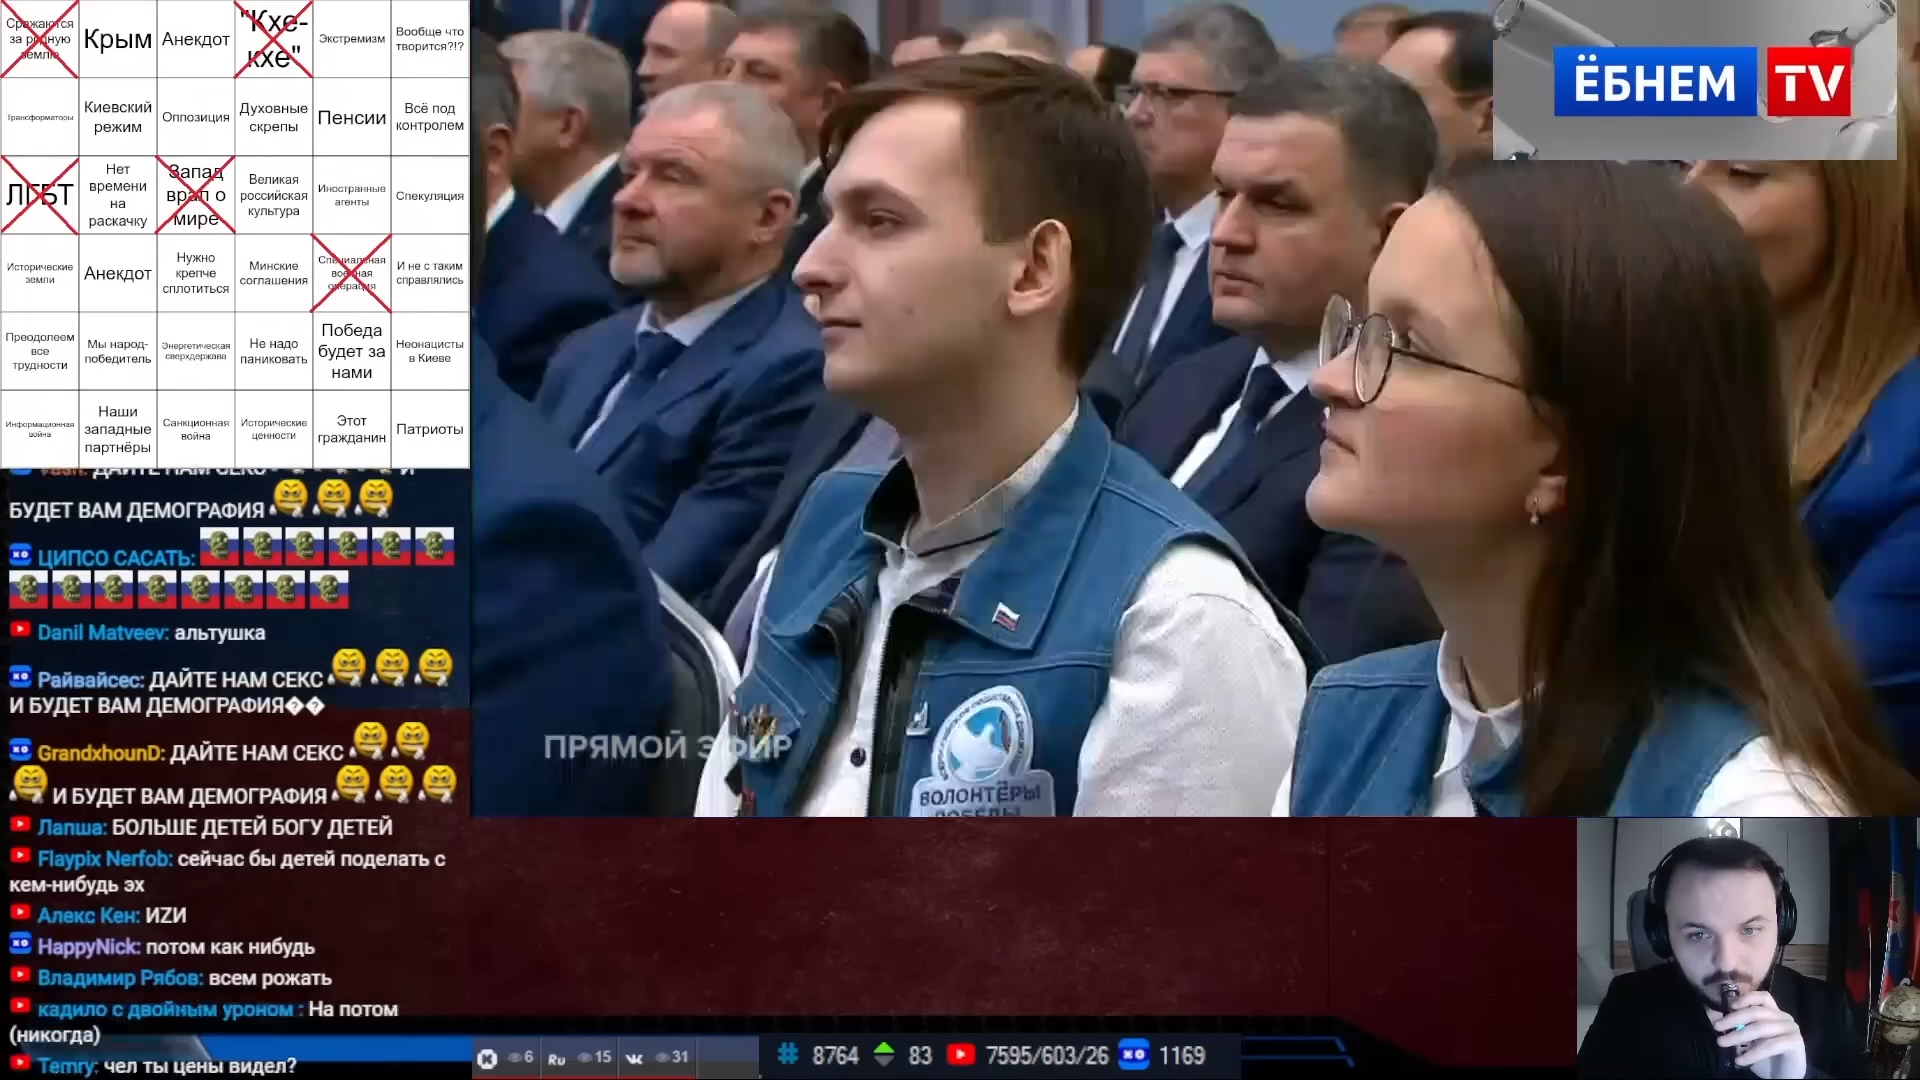 Сражаются
за родную
землю
Крым
Анекдот
"Кхе-
кхе"
Экстремизм
Вообще что
творится?!?
Трансформаторы
Киевский
режим
Оппозиция
Духовные
скрепы
Пенсии
Всё под
контролем
ЛГБТ
Нет
времени
на
раскачку
Запад
врал о
мире
Великая
российская
культура
Иностранные
агенты
Спекуляция
Исторические
земли
Анекдот
Нужно
крепче
сплотиться
Минские
соглашения
Специальная
военная
операция
И не с таким
справлялись
Преодолеем
все
трудности
Мы народ-
победитель
Энергетическая
сверхдержава
Не надо
паниковать
Победа
будет за
нами
Неонацисты
в Киеве
Информационная
война
Наши
западные
партнёры
Санкционная
война
Исторические
ценности
Этот
гражданин
Патриоты
ЁБНЕМ TV
ДАЙТЕ НАМ СЕКС И
БУДЕТ ВАМ ДЕМОГРАФИЯ
ЦИПСО САСАТЬ:
Danil Matveev: альтушка
Райвайсес: ДАЙТЕ НАМ СЕКС
И БУДЕТ ВАМ ДЕМОГРАФИЯ��
GrandxhounD: ДАЙТЕ НАМ СЕКС
И БУДЕТ ВАМ ДЕМОГРАФИЯ
Лапша: БОЛЬШЕ ДЕТЕЙ БОГУ ДЕТЕЙ
Flaypix Nerfob: сейчас бы детей поделать с
кем-нибудь эх
Алекс Кен: ИZИ
HappyNick: потом как нибудь
Владимир Рябов: всем рожать
кадило с двойным уроном : На потом
(никогда)
Temry: чел ты цены видел?
ПРЯМОЙ ЭФИР
ВОЛОНТЁРЫ
ПОБЕДЫ
6 Ru 15 31
# 8764 83 7595/603/26 1169